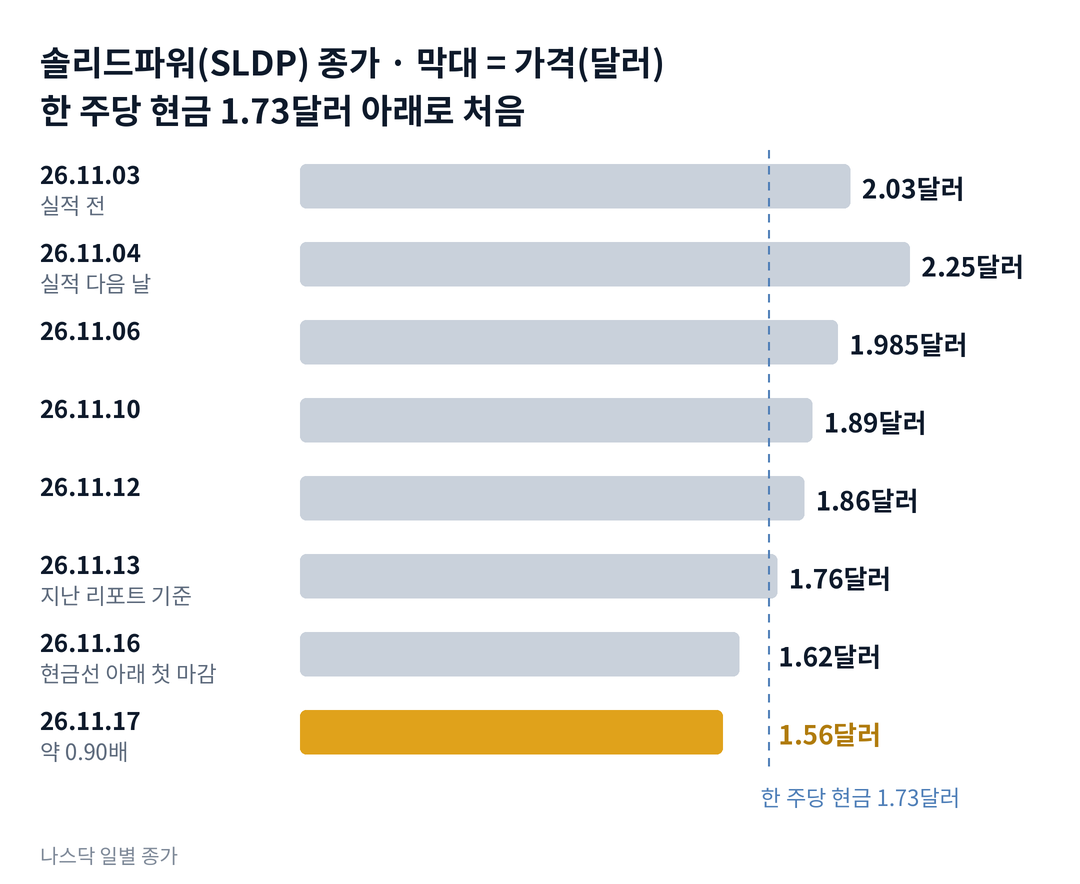 솔리드파워(SLDP) 종가 · 막대 = 가격(달러)
한 주당 현금 1.73달러 아래로 처음
26.11.03
실적 전
2.03달러
26.11.04
실적 다음 날
2.25달러
26.11.06
1.985달러
26.11.10
1.89달러
26.11.12
1.86달러
26.11.13
지난 리포트 기준
1.76달러
26.11.16
현금선 아래 첫 마감
1.62달러
26.11.17
약 0.90배
1.56달러
한 주당 현금 1.73달러
나스닥 일별 종가